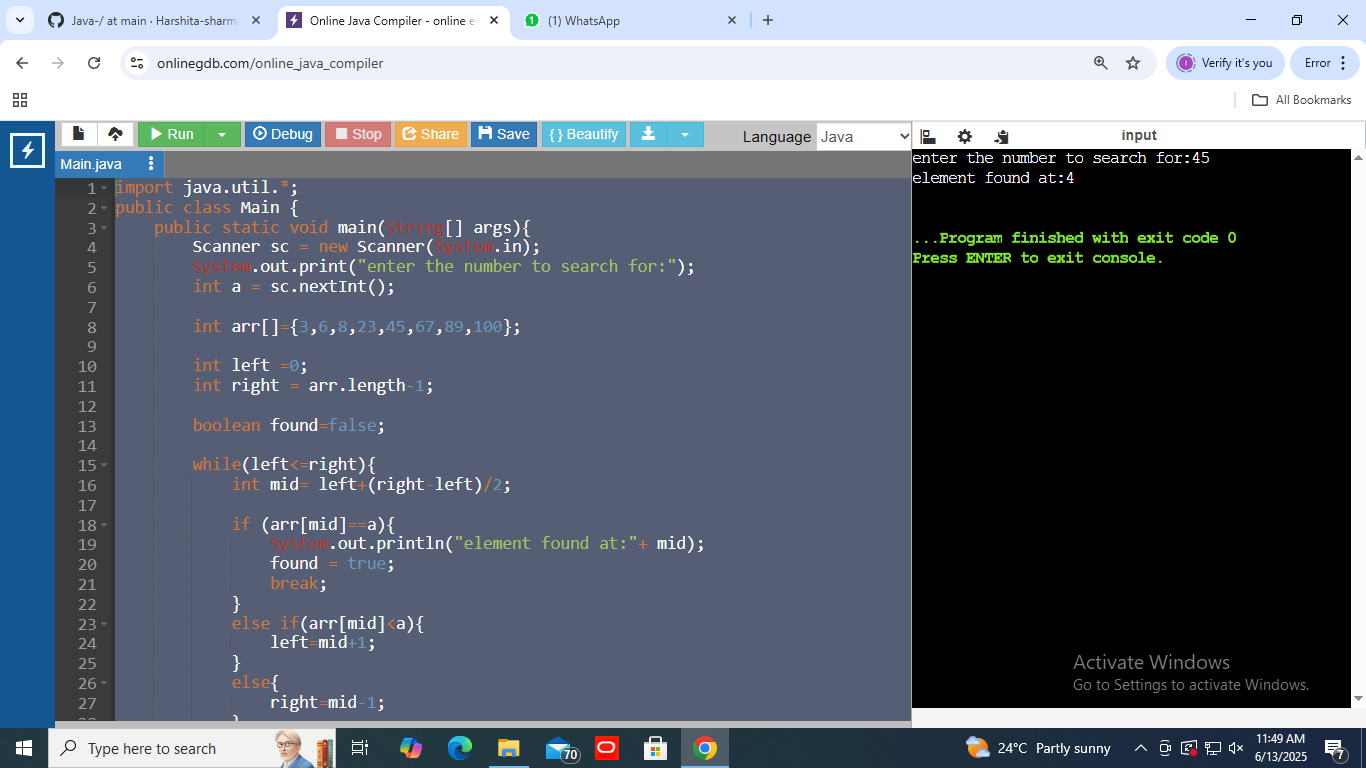 Java-/ at main · Harshita-sharm
Online Java Compiler - online e
(1) WhatsApp
onlinegdb.com/online_java_compiler
Verify it's you
Error
All Bookmarks
Run
Debug
Stop
Share
Save
{ } Beautify
Language
Java
input
Main.java
1 import java.util.*;
2 public class Main {
3 public static void main(String[] args){
4 Scanner sc = new Scanner(System.in);
5 System.out.print("enter the number to search for:");
6 int a = sc.nextInt();
7
8 int arr[]={3,6,8,23,45,67,89,100};
9
10 int left =0;
11 int right = arr.length-1;
12
13 boolean found=false;
14
15 while(left<=right){
16 int mid= left+(right-left)/2;
17
18 if (arr[mid]==a){
19 System.out.println("element found at:"+ mid);
20 found = true;
21 break;
22 }
23 else if(arr[mid]<a){
24 left=mid+1;
25 }
26 else{
27 right=mid-1;
28 }
enter the number to search for:45
element found at:4
...Program finished with exit code 0
Press ENTER to exit console.
Activate Windows
Go to Settings to activate Windows.
Type here to search
70
24°C Partly sunny
11:49 AM
6/13/2025
7